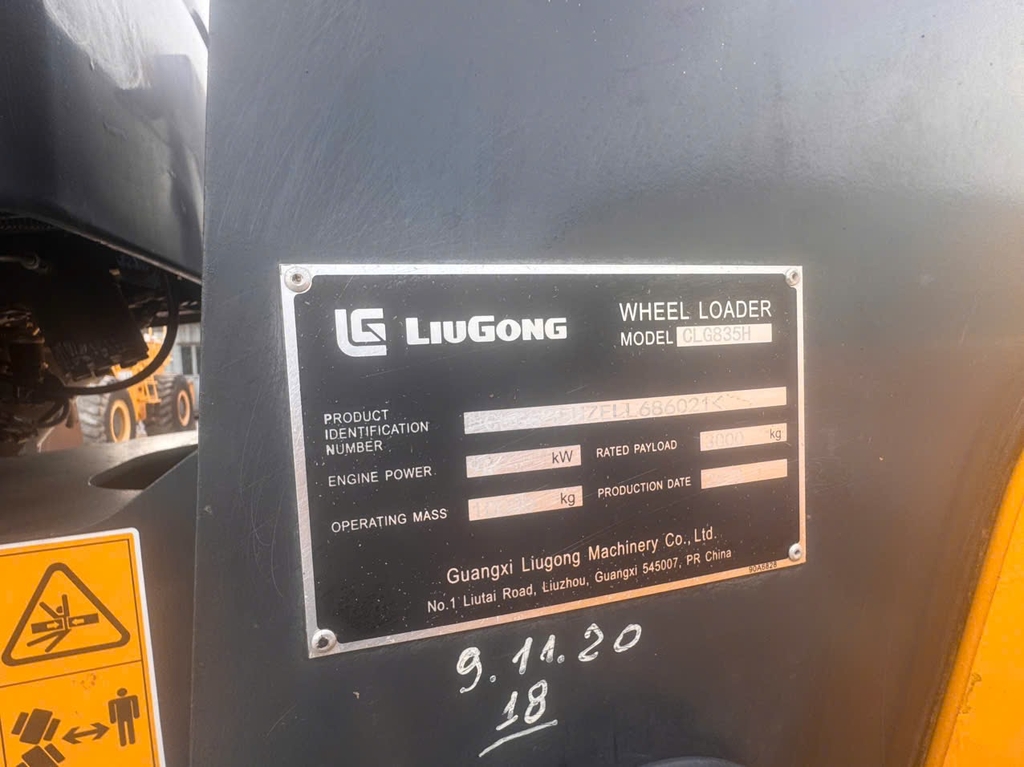 LG LIUGONG
WHEEL LOADER
MODEL CLG835H
PRODUCT
IDENTIFICATION
NUMBER
ENGINE POWER kW
RATED PAYLOAD 3000 kg
OPERATING MASS kg
PRODUCTION DATE
Guangxi Liugong Machinery Co., Ltd.
No.1 Liutai Road, Liuzhou, Guangxi 545007, PR China
90A5828
9.11.20
18